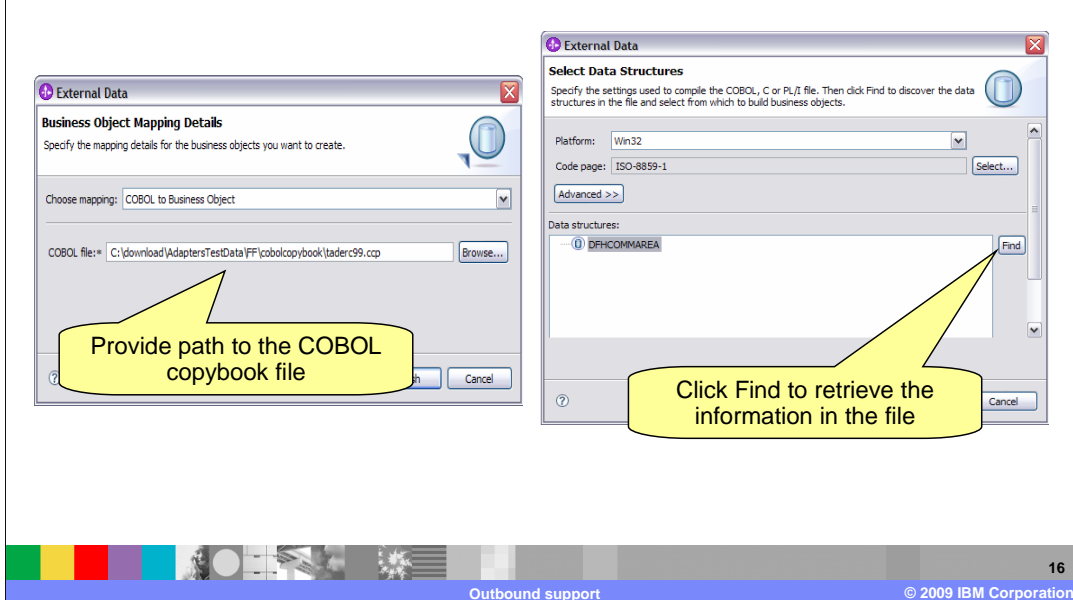 External Data
Business Object Mapping Details
Specify the mapping details for the business objects you want to create.
Choose mapping: COBOL to Business Object
COBOL file:* C:\download\AdaptersTestData\FF\cobolcopybook\taderc99.ccp Browse...
Provide path to the COBOL
copybook file
Cancel
External Data
Select Data Structures
Specify the settings used to compile the COBOL, C or PL/I file. Then click Find to discover the data
structures in the file and select from which to build business objects.
Platform: Win32
Code page: ISO-8859-1 Select...
Advanced >>
Data structures:
DFHCOMMAREA
Find
Click Find to retrieve the
information in the file
Cancel
16
Outbound support
© 2009 IBM Corporation